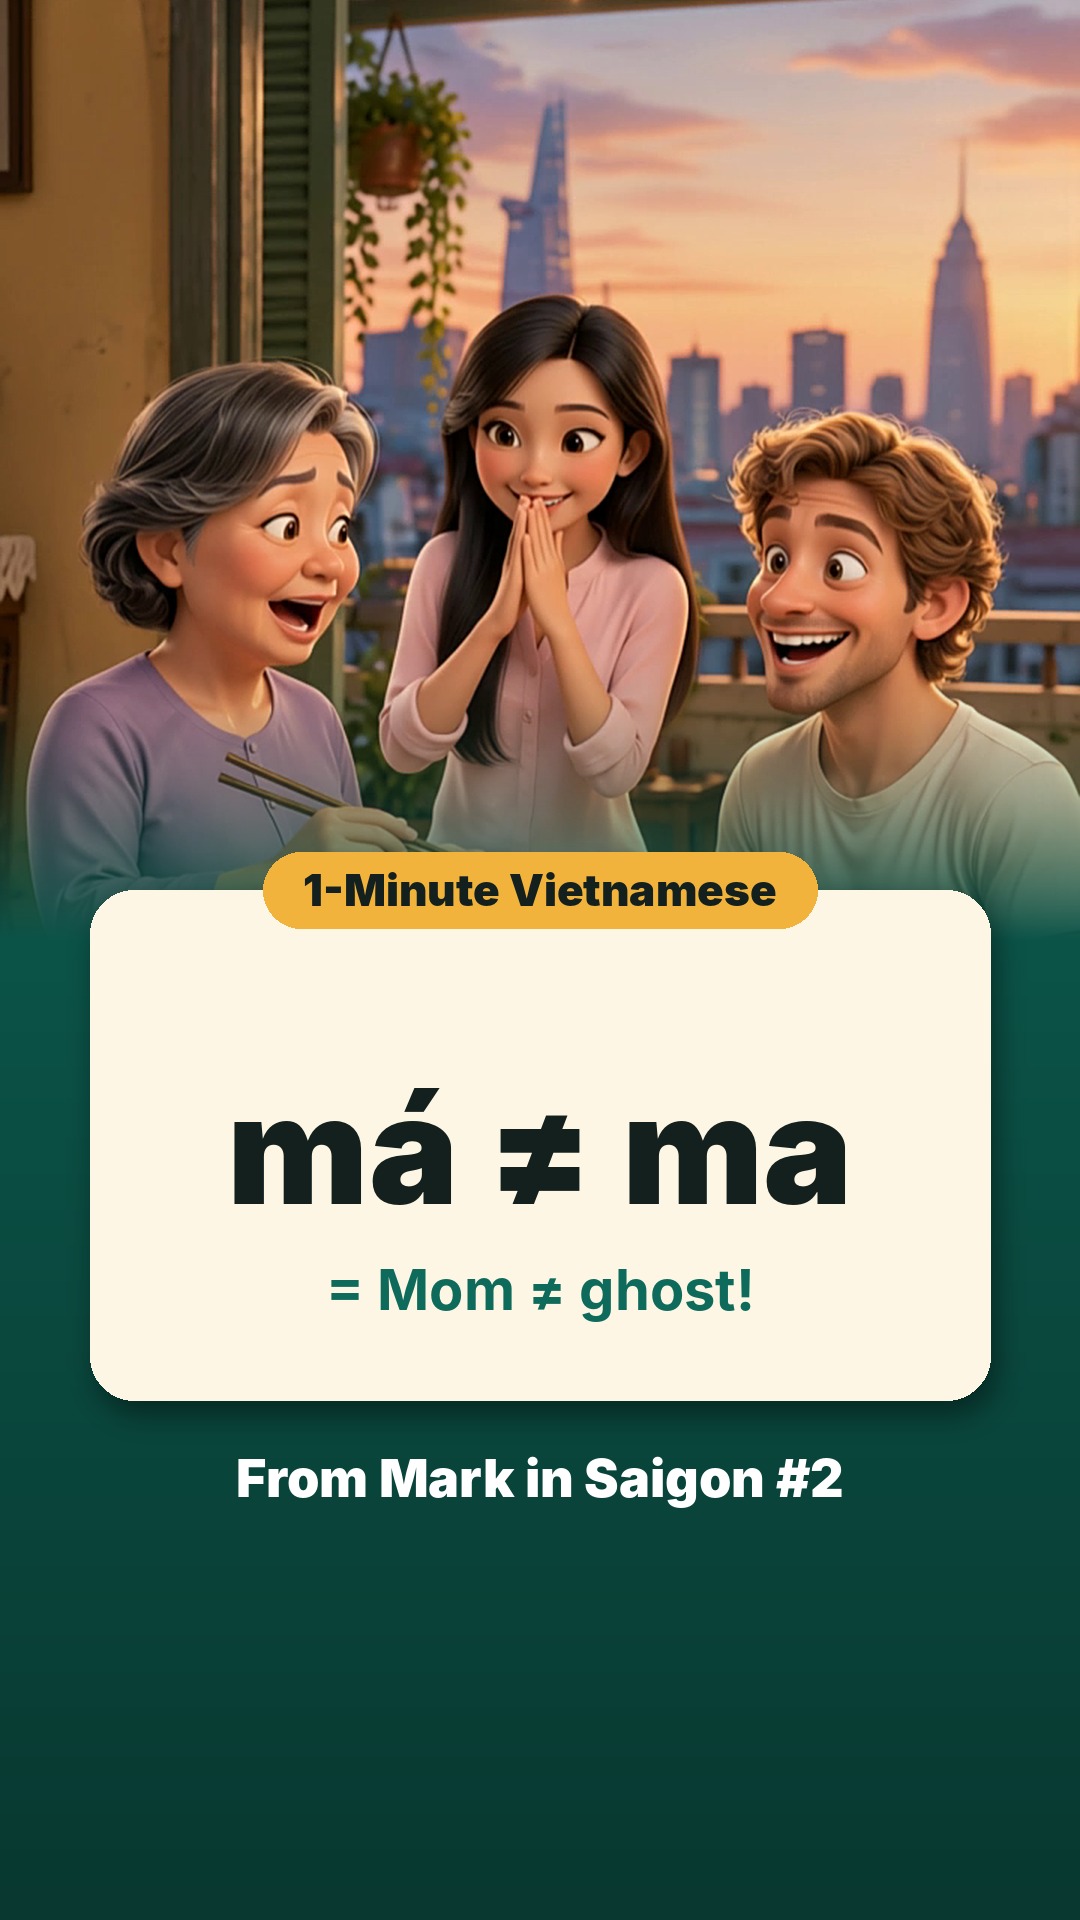 1-Minute Vietnamese
má ≠ ma
= Mom ≠ ghost!
From Mark in Saigon #2